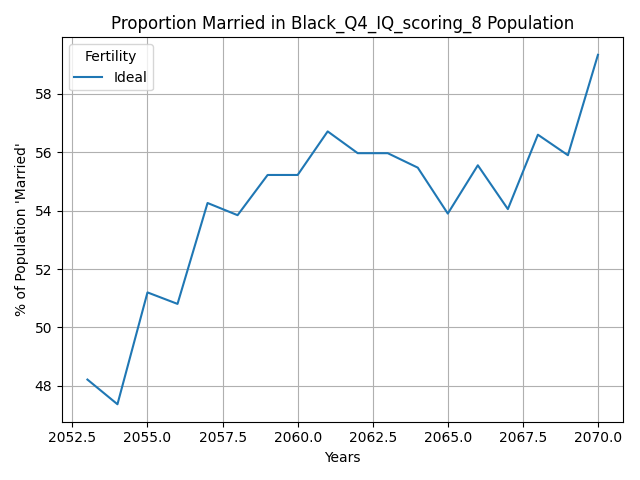 Proportion Married in Black_Q4_IQ_scoring_8 Population
Fertility
Ideal
% of Population 'Married'
58
56
54
52
50
48
2052.5 2055.0 2057.5 2060.0 2062.5 2065.0 2067.5 2070.0
Years